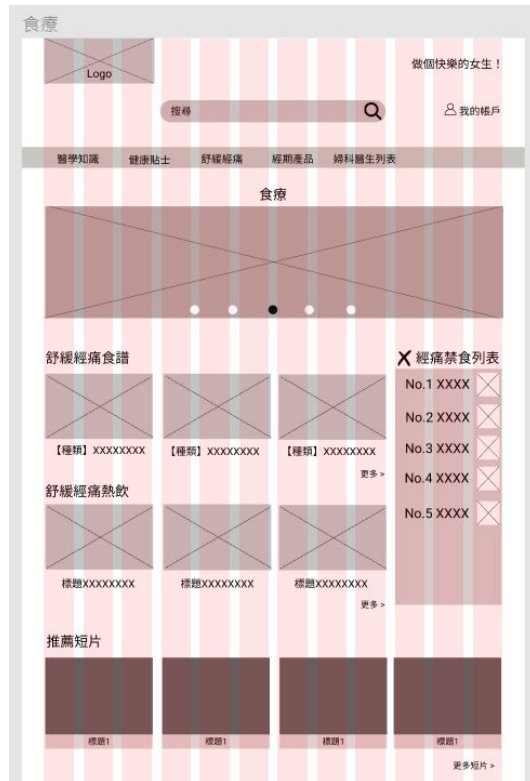 食療
Logo
做個快樂的女生！
搜尋
我的帳戶
醫學知識 健康貼士 舒緩經痛 經期產品 婦科醫生列表
食療
舒緩經痛食譜
【種類】XXXXXXXX 【種類】XXXXXXXX 【種類】XXXXXXXX
更多 >
舒緩經痛熱飲
標題XXXXXXXX 標題XXXXXXXX 標題XXXXXXXX
更多 >
X 經痛禁食列表
No.1 XXXX
No.2 XXXX
No.3 XXXX
No.4 XXXX
No.5 XXXX
推薦短片
標題1 標題1 標題1 標題1
更多短片 >